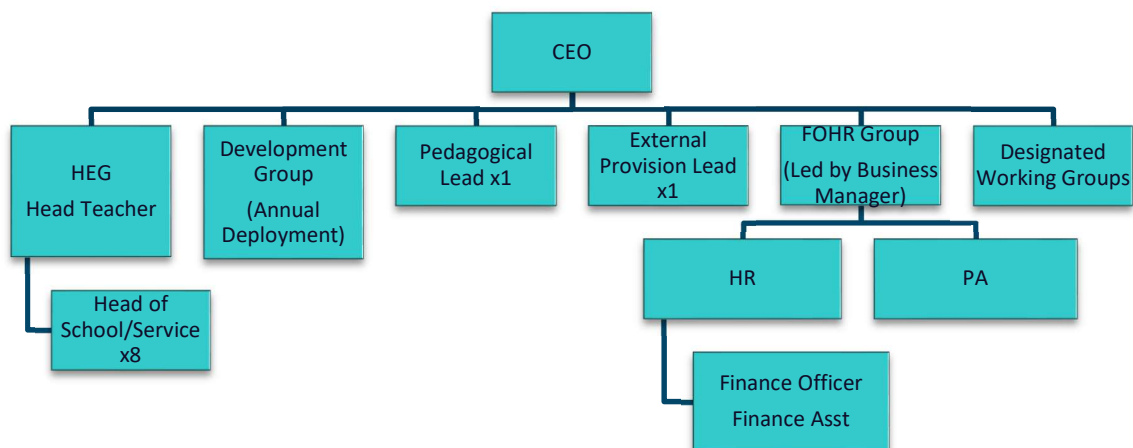 CEO
HEG
Head Teacher
Development
Group
(Annual
Deployment)
Pedagogical
Lead x1
External
Provision Lead
x1
FOHR Group
(Led by Business
Manager)
Designated
Working Groups
Head of
School/Service
x8
HR
PA
Finance Officer
Finance Asst